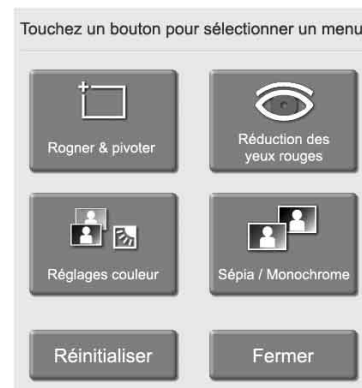 Touchez un bouton pour sélectionner un menu
Rogner & pivoter
Réduction des
yeux rouges
Réglages couleur
Sépia / Monochrome
Réinitialiser
Fermer